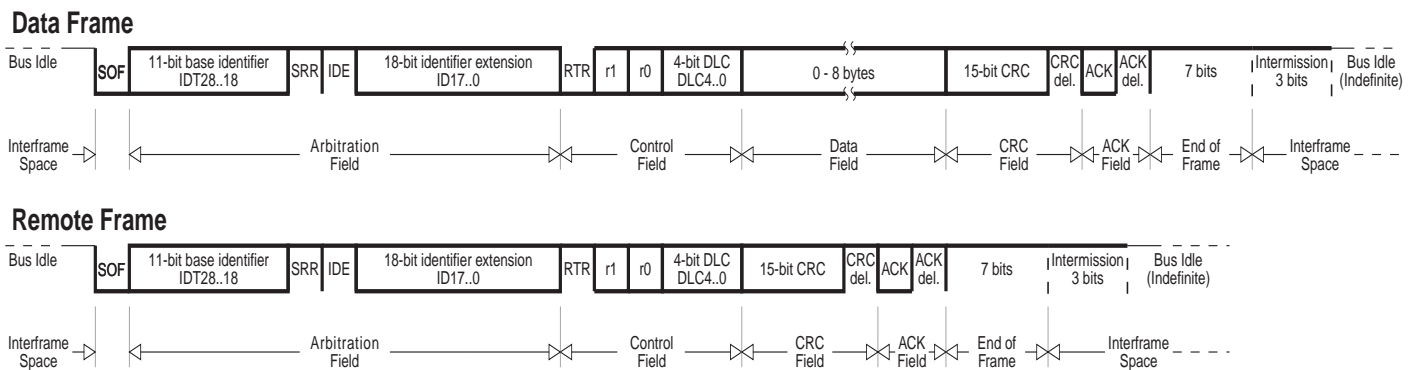 Data Frame
Bus Idle
SOF
11-bit base identifier
IDT28..18
SRR
IDE
18-bit identifier extension
ID17..0
RTR
r1
r0
4-bit DLC
DLC4..0
0 - 8 bytes
15-bit CRC
CRC
del.
ACK
ACK
del.
7 bits
Intermission
3 bits
Bus Idle
(Indefinite)
Interframe
Space
Arbitration
Field
Control
Field
Data
Field
CRC
Field
ACK
Field
End of
Frame
Interframe
Space
Remote Frame
Bus Idle
SOF
11-bit base identifier
IDT28..18
SRR
IDE
18-bit identifier extension
ID17..0
RTR
r1
r0
4-bit DLC
DLC4..0
15-bit CRC
CRC
del.
ACK
ACK
del.
7 bits
Intermission
3 bits
Bus Idle
(Indefinite)
Interframe
Space
Arbitration
Field
Control
Field
CRC
Field
ACK
Field
End of
Frame
Interframe
Space